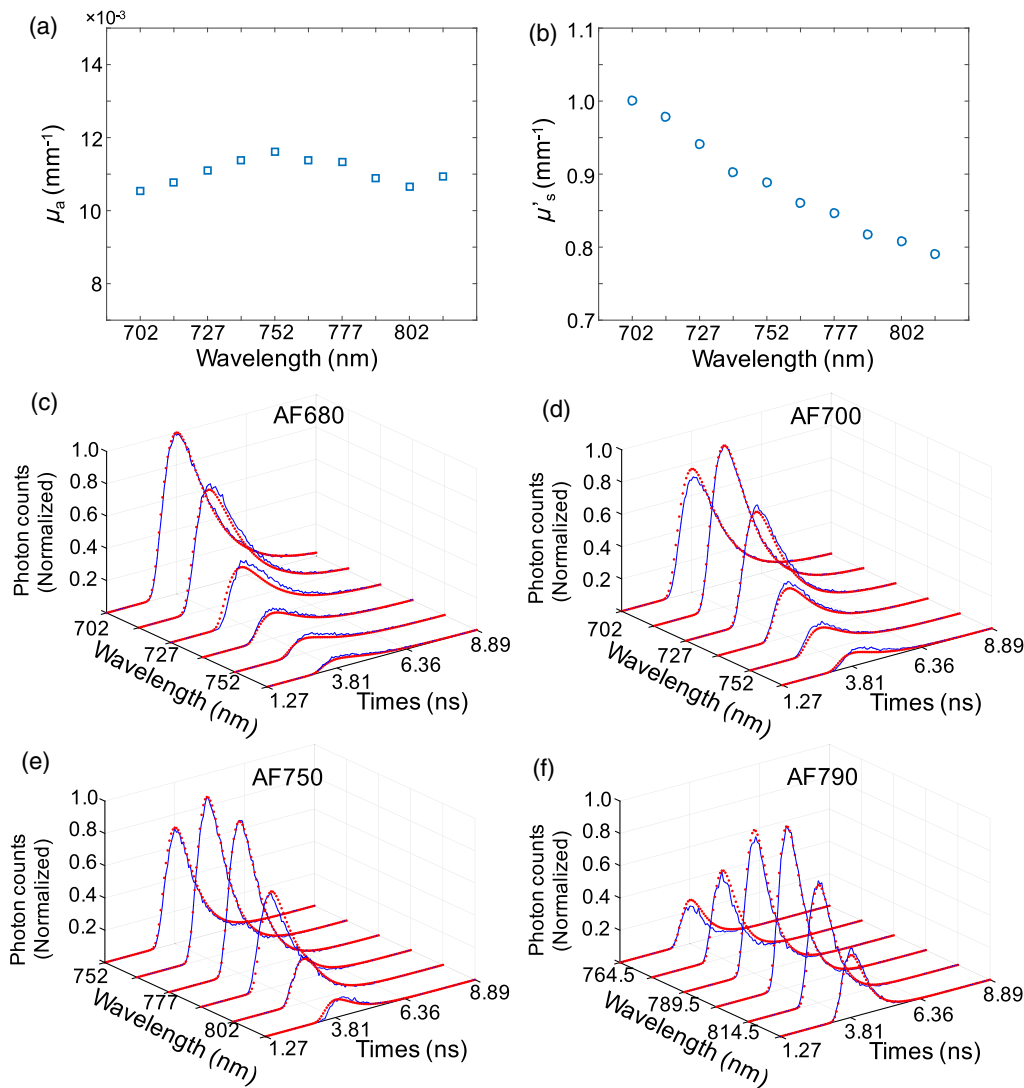 (a)
×10⁻³
14
12
10
8
μa (mm⁻¹)
702 727 752 777 802
Wavelength (nm)
(b)
1.1
1.0
0.9
0.8
0.7
μ's (mm⁻¹)
702 727 752 777 802
Wavelength (nm)
(c)
AF680
1.0
0.8
0.6
0.4
0.2
Photon counts
(Normalized)
702
727
752
Wavelength (nm)
1.27
3.81
6.36
8.89
Times (ns)
(d)
AF700
1.0
0.8
0.6
0.4
0.2
Photon counts
(Normalized)
702
727
752
Wavelength (nm)
1.27
3.81
6.36
8.89
Times (ns)
(e)
AF750
1.0
0.8
0.6
0.4
0.2
Photon counts
(Normalized)
752
777
802
Wavelength (nm)
1.27
3.81
6.36
8.89
Times (ns)
(f)
AF790
1.0
0.8
0.6
0.4
0.2
Photon counts
(Normalized)
764.5
789.5
814.5
Wavelength (nm)
1.27
3.81
6.36
8.89
Times (ns)